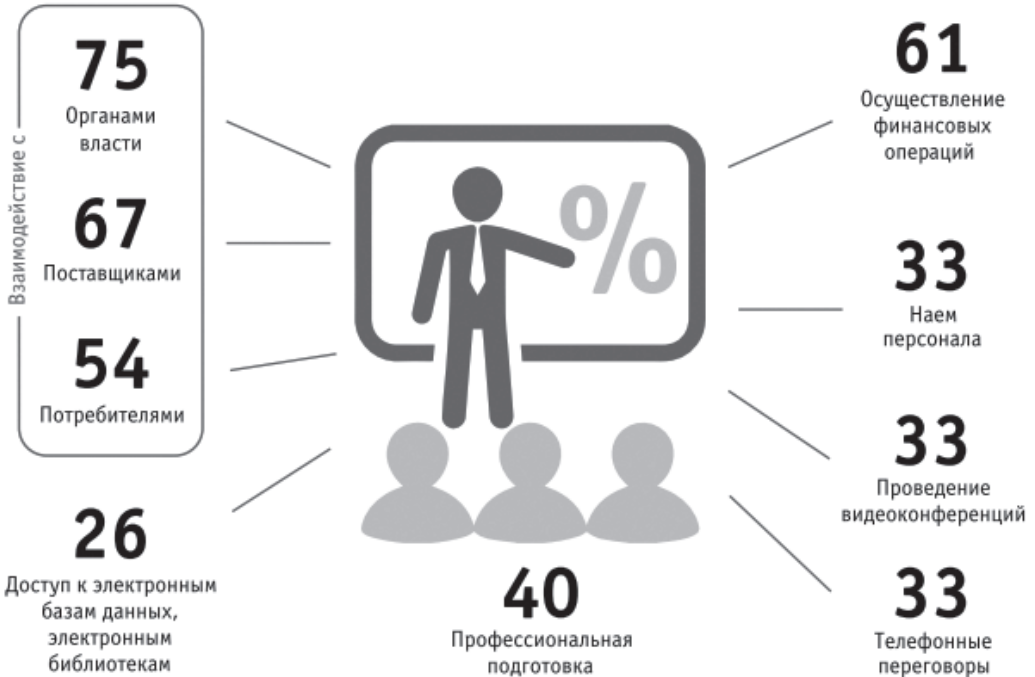 Взаимодействие с
75
Органами
власти
67
Поставщиками
54
Потребителями
26
Доступ к электронным
базам данных,
электронным
библиотекам
%
40
Профессиональная
подготовка
61
Осуществление
финансовых
операций
33
Наем
персонала
33
Проведение
видеоконференций
33
Телефонные
переговоры